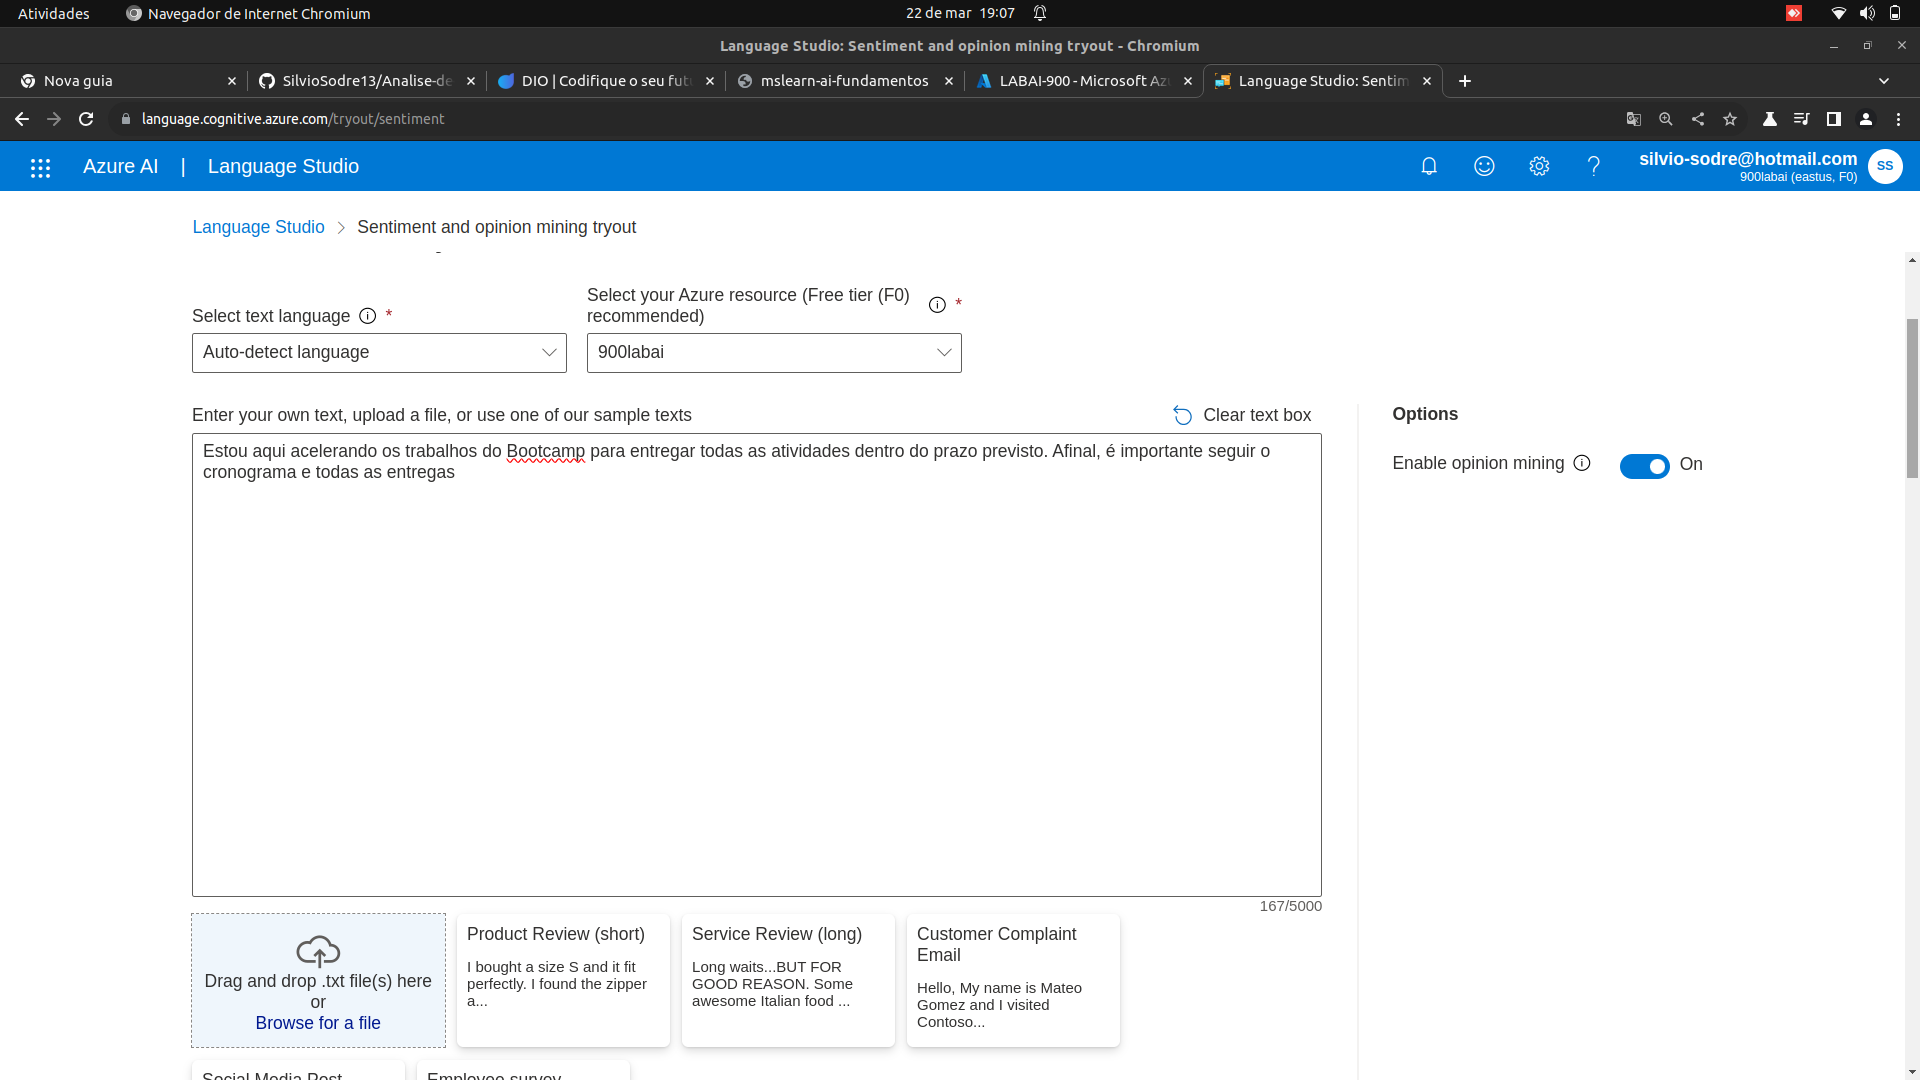 Atividades
Navegador de Internet Chromium
22 de mar 19:07
Language Studio: Sentiment and opinion mining tryout - Chromium
Nova guia
SilvioSodre13/Analise-de
DIO | Codifique o seu futu
mslearn-ai-fundamentos
LABAI-900 - Microsoft Azu
Language Studio: Sentim
language.cognitive.azure.com/tryout/sentiment
Azure AI | Language Studio
silvio-sodre@hotmail.com
900labai (eastus, F0)
SS
Language Studio > Sentiment and opinion mining tryout
Select your Azure resource (Free tier (F0)
recommended) *
Select text language *
Auto-detect language
900labai
Enter your own text, upload a file, or use one of our sample texts
Clear text box
Estou aqui acelerando os trabalhos do Bootcamp para entregar todas as atividades dentro do prazo previsto. Afinal, é importante seguir o
cronograma e todas as entregas
167/5000
Options
Enable opinion mining
On
Drag and drop .txt file(s) here
or
Browse for a file
Product Review (short)
I bought a size S and it fit
perfectly. I found the zipper
a...
Service Review (long)
Long waits...BUT FOR
GOOD REASON. Some
awesome Italian food ...
Customer Complaint
Email
Hello, My name is Mateo
Gomez and I visited
Contoso...
Social Media Post
Employee survey